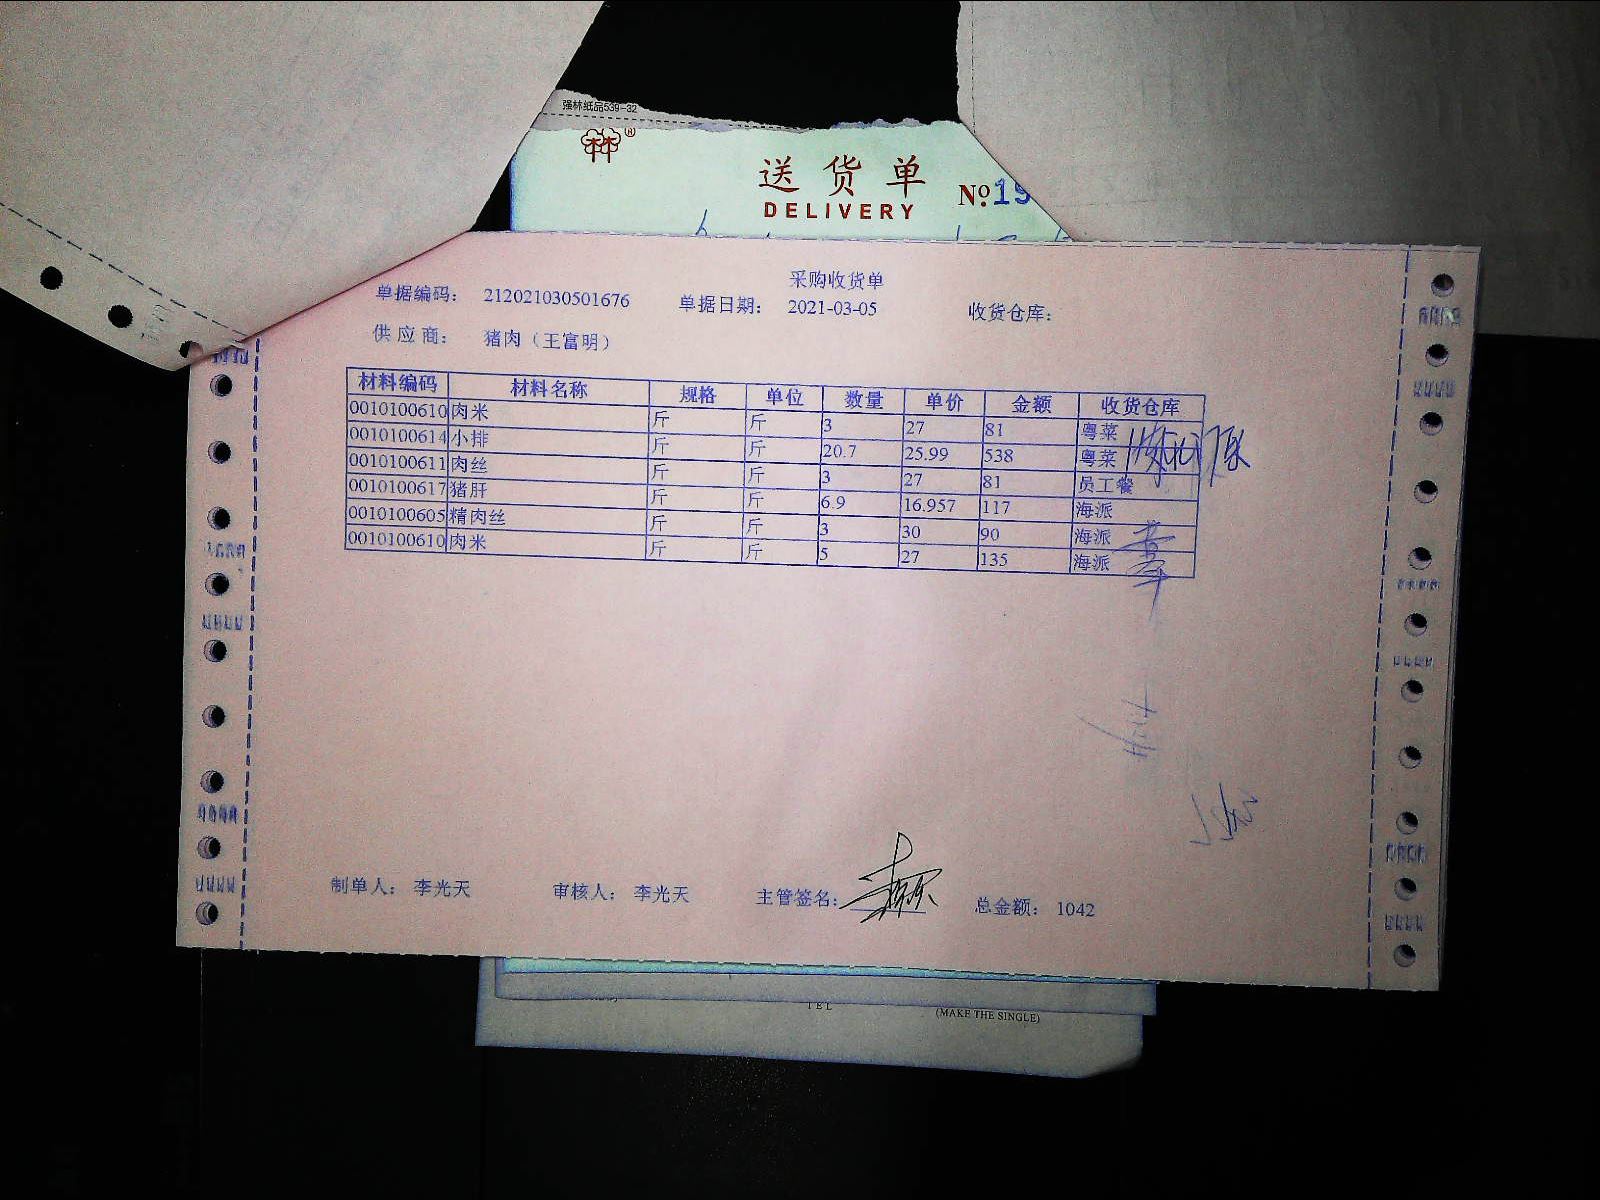 强林纸品539-32
林林®
送货单
DELIVERY
№19
采购收货单
单据编码： 212021030501676 单据日期： 2021-03-05 收货仓库：
供 应 商： 猪肉（王富明）
材料编码 材料名称 规格 单位 数量 单价 金额 收货仓库
0010100610 肉米 斤 斤 3 27 81 粤菜
0010100614 小排 斤 斤 20.7 25.99 538 粤菜
0010100611 肉丝 斤 斤 3 27 81 员工餐
0010100617 猪肝 斤 斤 6.9 16.957 117 海派
0010100605 精肉丝 斤 斤 3 30 90 海派
0010100610 肉米 斤 斤 5 27 135 海派
制单人： 李光天 审核人： 李光天 主管签名： 总金额： 1042
TEL
(MAKE THE SINGLE)